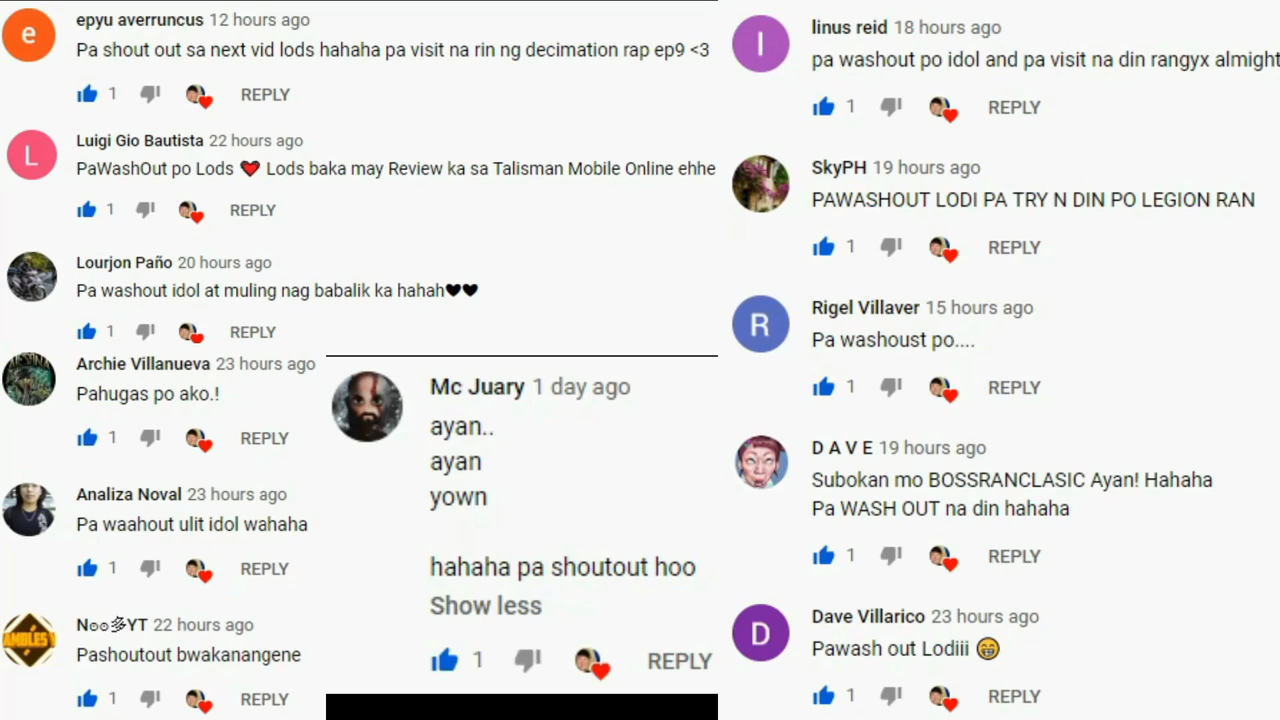 e
epyu averruncus 12 hours ago
Pa shout out sa next vid lods hahaha pa visit na rin ng decimation rap ep9 <3
1 REPLY
L
Luigi Gio Bautista 22 hours ago
PaWashOut po Lods ❤ Lods baka may Review ka sa Talisman Mobile Online ehhe
1 REPLY
Lourjon Paño 20 hours ago
Pa washout idol at muling nag babalik ka hahah🖤🖤
1 REPLY
Archie Villanueva 23 hours ago
Pahugas po ako.!
1 REPLY
Analiza Noval 23 hours ago
Pa waahout ulit idol wahaha
1 REPLY
AMBLES
N๏๏多YT 22 hours ago
Pashoutout bwakanangene
1 REPLY
Mc Juary 1 day ago
ayan..
ayan
yown
hahaha pa shoutout hoo
Show less
1 REPLY
l
linus reid 18 hours ago
pa washout po idol and pa visit na din rangyx almight
1 REPLY
SkyPH 19 hours ago
PAWASHOUT LODI PA TRY N DIN PO LEGION RAN
1 REPLY
R
Rigel Villaver 15 hours ago
Pa washoust po....
1 REPLY
D A V E 19 hours ago
Subokan mo BOSSRANCLASIC Ayan! Hahaha
Pa WASH OUT na din hahaha
1 REPLY
D
Dave Villarico 23 hours ago
Pawash out Lodiii 😁
1 REPLY